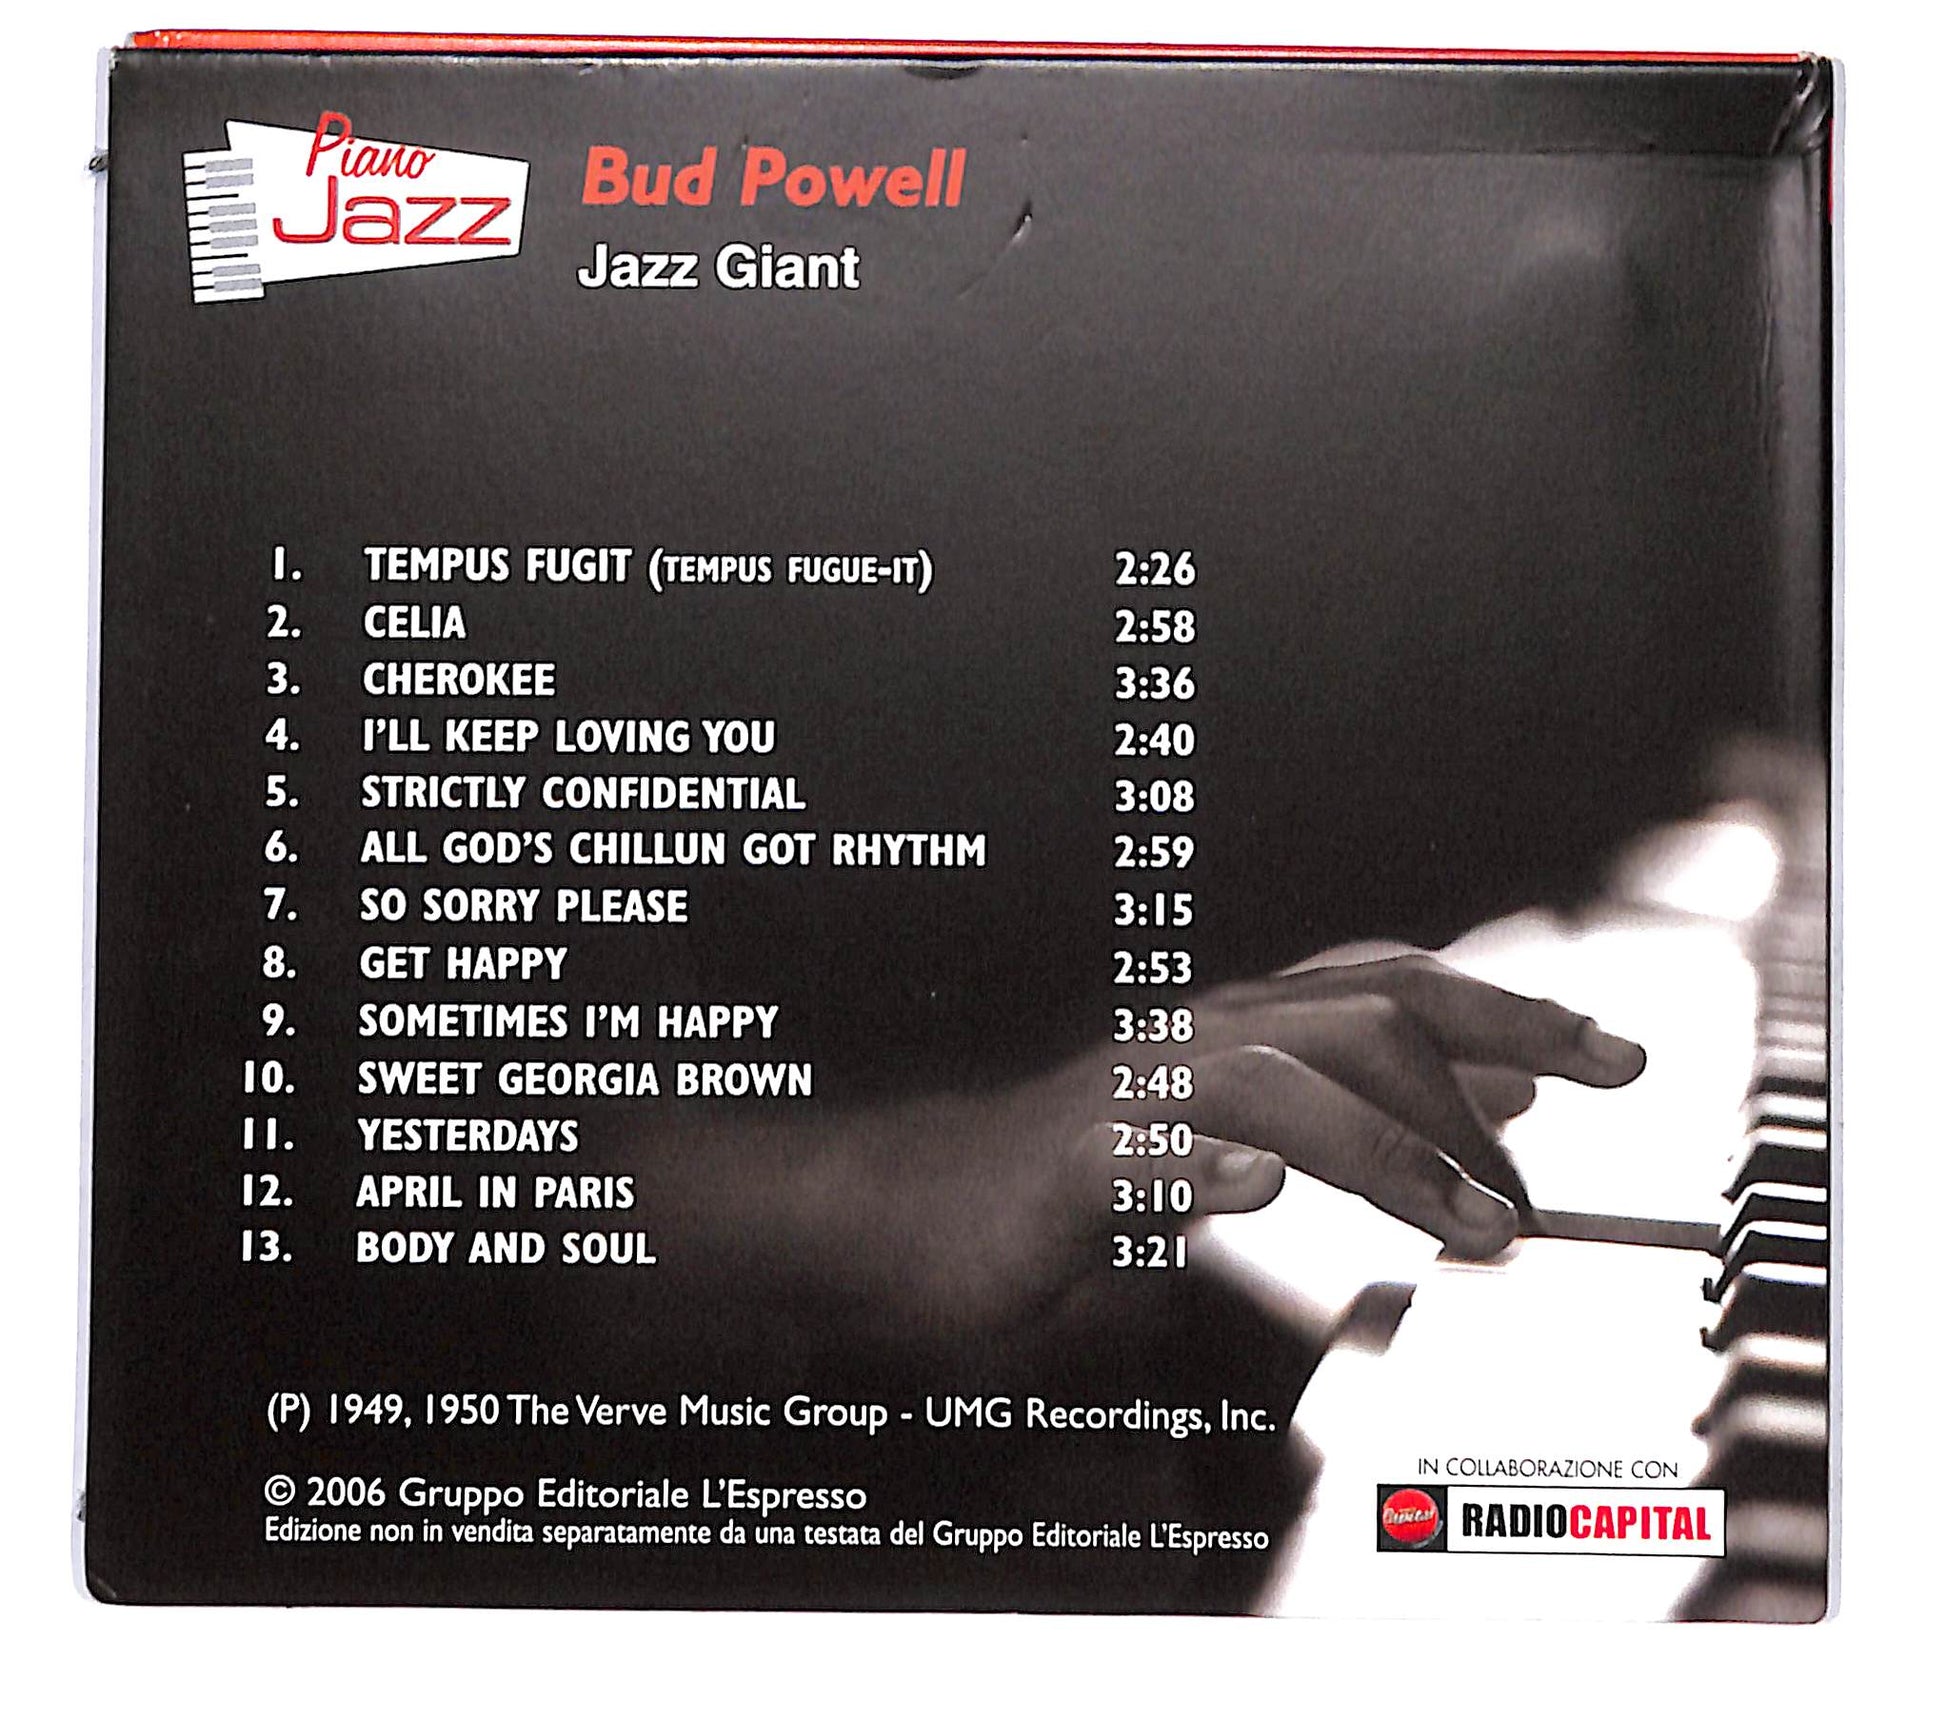 Piano
Jazz
Bud Powell
Jazz Giant
1. TEMPUS FUGIT (TEMPUS FUGUE-IT) 2:26
2. CELIA 2:58
3. CHEROKEE 3:36
4. I'LL KEEP LOVING YOU 2:40
5. STRICTLY CONFIDENTIAL 3:08
6. ALL GOD'S CHILLUN GOT RHYTHM 2:59
7. SO SORRY PLEASE 3:15
8. GET HAPPY 2:53
9. SOMETIMES I'M HAPPY 3:38
10. SWEET GEORGIA BROWN 2:48
11. YESTERDAYS 2:50
12. APRIL IN PARIS 3:10
13. BODY AND SOUL 3:21
(P) 1949, 1950 The Verve Music Group - UMG Recordings, Inc.
© 2006 Gruppo Editoriale L'Espresso
Edizione non in vendita separatamente da una testata del Gruppo Editoriale L'Espresso
IN COLLABORAZIONE CON
Capital RADIOCAPITAL